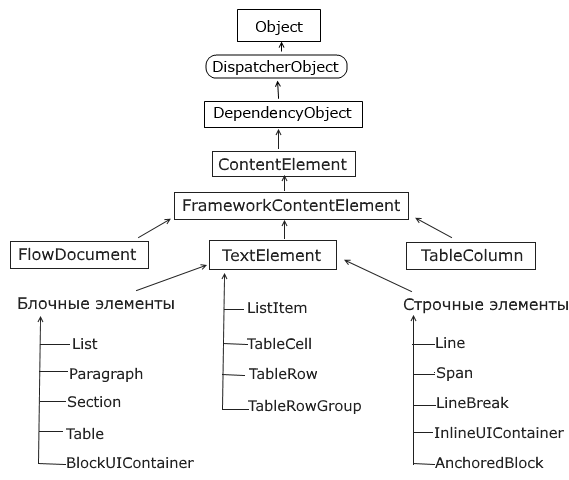 Object
DispatcherObject
DependencyObject
ContentElement
FrameworkContentElement
FlowDocument
TextElement
TableColumn
Блочные элементы
List
Paragraph
Section
Table
BlockUIContainer
ListItem
TableCell
TableRow
TableRowGroup
Строчные элементы
Line
Span
LineBreak
InlineUIContainer
AnchoredBlock